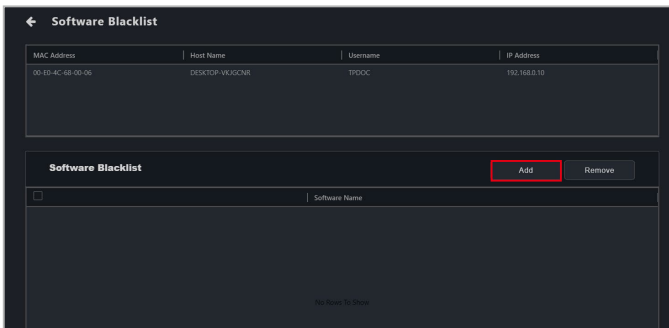 Software Blacklist
MAC Address Host Name Username IP Address
00-E0-4C-68-00-06 DESKTOP-VKJGCNR TPDOC 192.168.0.10
Software Blacklist Add Remove
Software Name
No Rows To Show